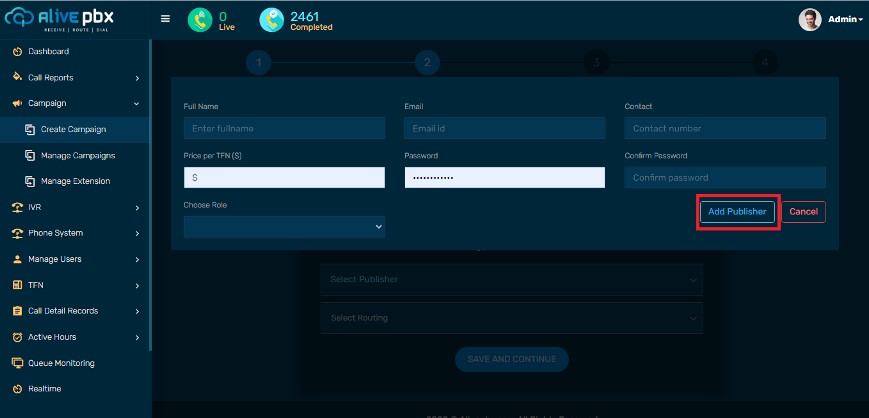 Alive pbx
RECEIVE | ROUTE | DIAL
0
Live
2461
Completed
Admin
Dashboard
Call Reports
Campaign
Create Campaign
Manage Campaigns
Manage Extension
IVR
Phone System
Manage Users
TFN
Call Detail Records
Active Hours
Queue Monitoring
Realtime
1 2 3 4
Full Name Email Contact
Enter fullname Email id Contact number
Price per TFN ($) Password Confirm Password
$ •••••••••••• Confirm password
Choose Role
Add Publisher Cancel
Select Publisher
Select Routing
SAVE AND CONTINUE